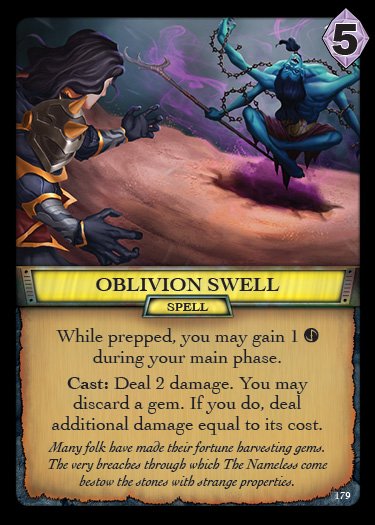 5
OBLIVION SWELL
SPELL
While prepped, you may gain 1
during your main phase.
Cast: Deal 2 damage. You may
discard a gem. If you do, deal
additional damage equal to its cost.
Many folk have made their fortune harvesting gems.
The very breaches through which The Nameless come
bestow the stones with strange properties.
179